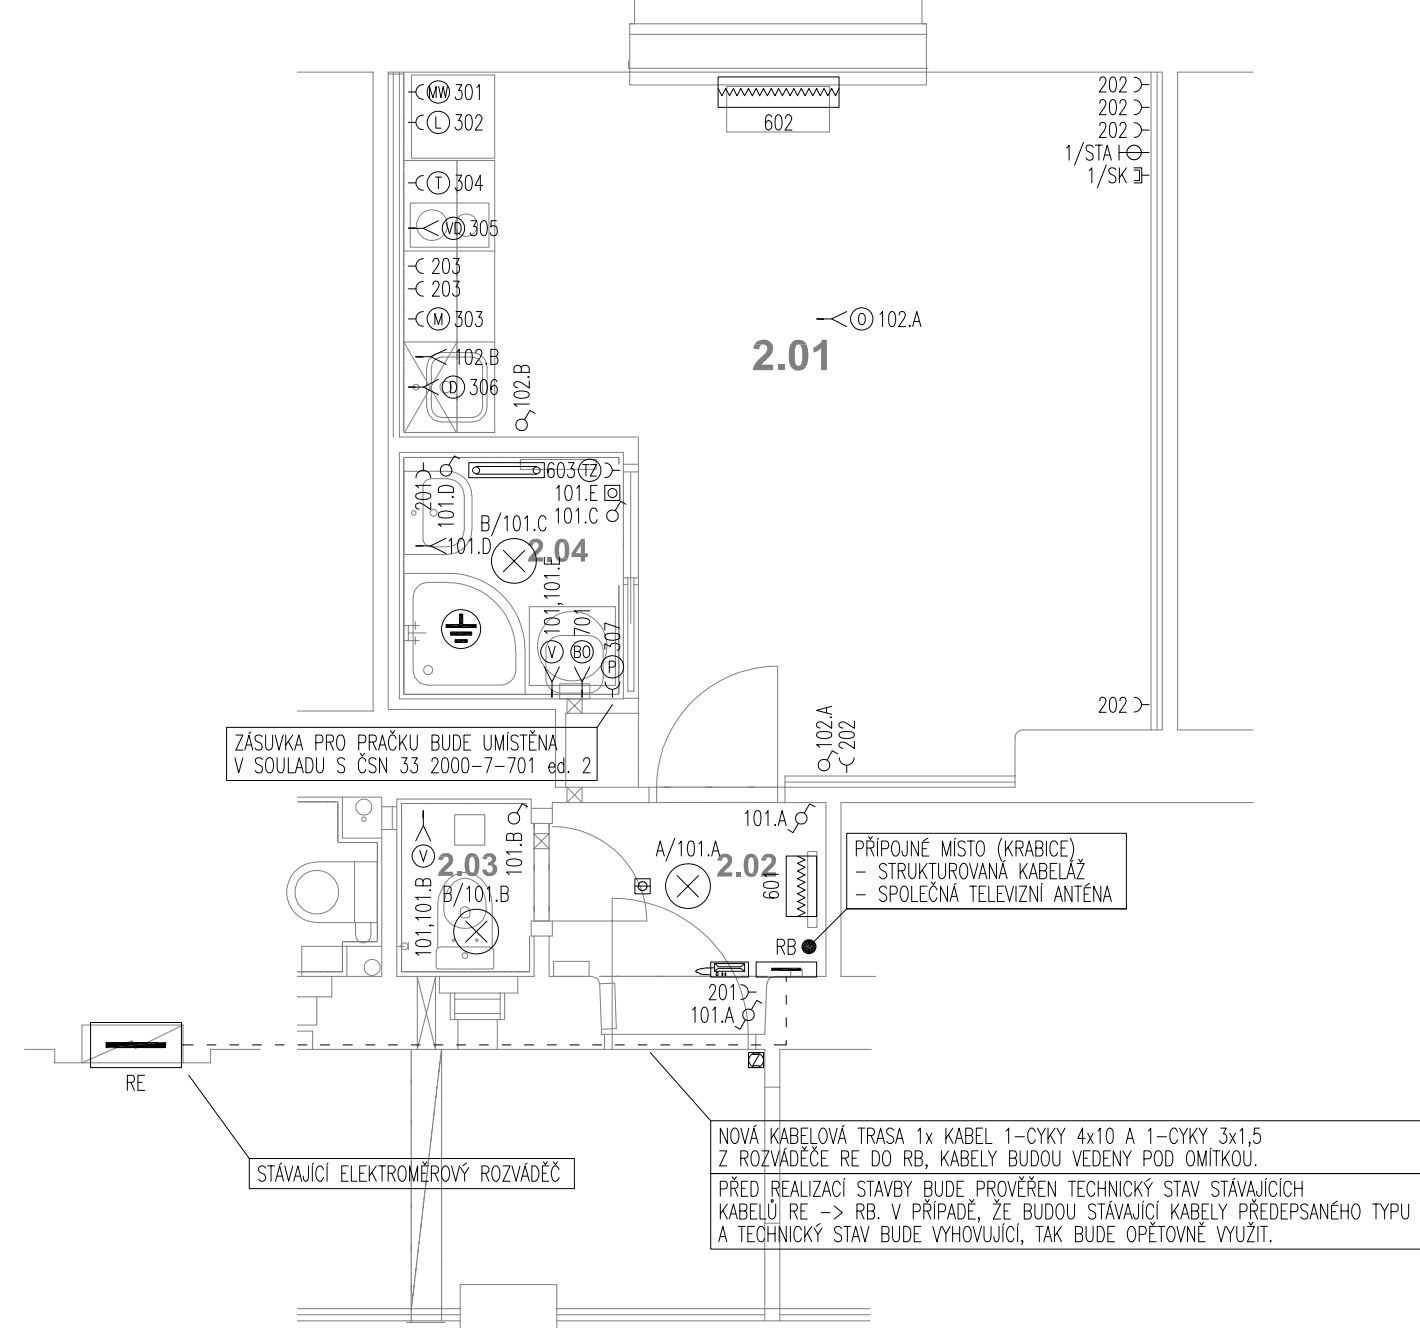 MW 301
L 302
T 304
VD 305
203
203
M 303
102.B
D 306
102.B
602
202
202
202
1/STA
1/SK
O 102.A
2.01
201
101.D
603 TZ
101.E
101.C
B/101.C
101.D
2.04
101,101.E
701
307
V
BO
P
202
102.A
202
ZÁSUVKA PRO PRAČKU BUDE UMÍSTĚNA
V SOULADU S ČSN 33 2000-7-701 ed. 2
101.B
V
2.03
101,101.B
B/101.B
101.A
A/101.A
2.02
601
PŘÍPOJNÉ MÍSTO (KRABICE)
- STRUKTUROVANÁ KABELÁŽ
- SPOLEČNÁ TELEVIZNÍ ANTÉNA
RB
201
101.A
Z
RE
STÁVAJÍCÍ ELEKTROMĚROVÝ ROZVÁDĚČ
NOVÁ KABELOVÁ TRASA 1x KABEL 1-CYKY 4x10 A 1-CYKY 3x1,5
Z ROZVÁDĚČE RE DO RB, KABELY BUDOU VEDENY POD OMÍTKOU.
PŘED REALIZACÍ STAVBY BUDE PROVĚŘEN TECHNICKÝ STAV STÁVAJÍCÍCH
KABELŮ RE -> RB. V PŘÍPADĚ, ŽE BUDOU STÁVAJÍCÍ KABELY PŘEDEPSANÉHO TYPU
A TECHNICKÝ STAV BUDE VYHOVUJÍCÍ, TAK BUDE OPĚTOVNĚ VYUŽIT.